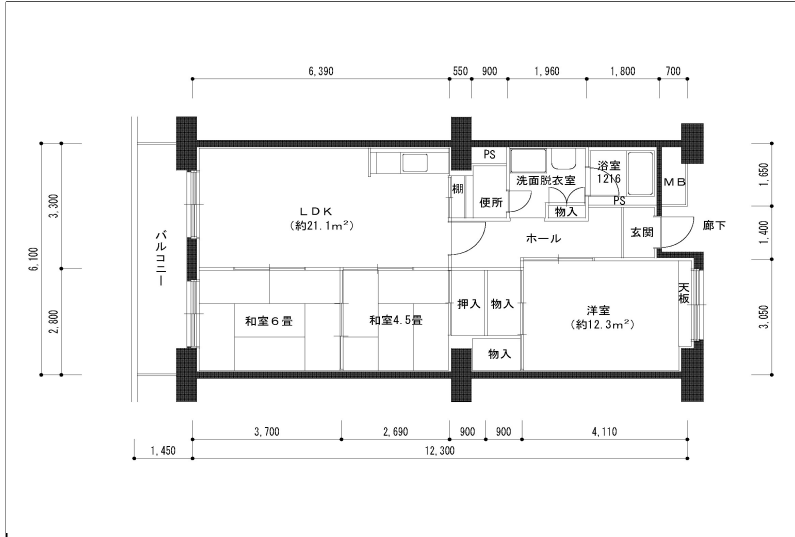 6,390
550
900
1,960
1,800
700
PS
浴室
1216
洗面脱衣室
棚
便所
PS
MB
物入
1,650
3,300
LDK
(約21.1m²)
バルコニー
ホール
玄関
廊下
1,400
6,100
2,800
和室6畳
和室4.5畳
押入
物入
洋室
(約12.3m²)
天板
3,050
物入
3,700
2,690
900
900
4,110
1,450
12,300